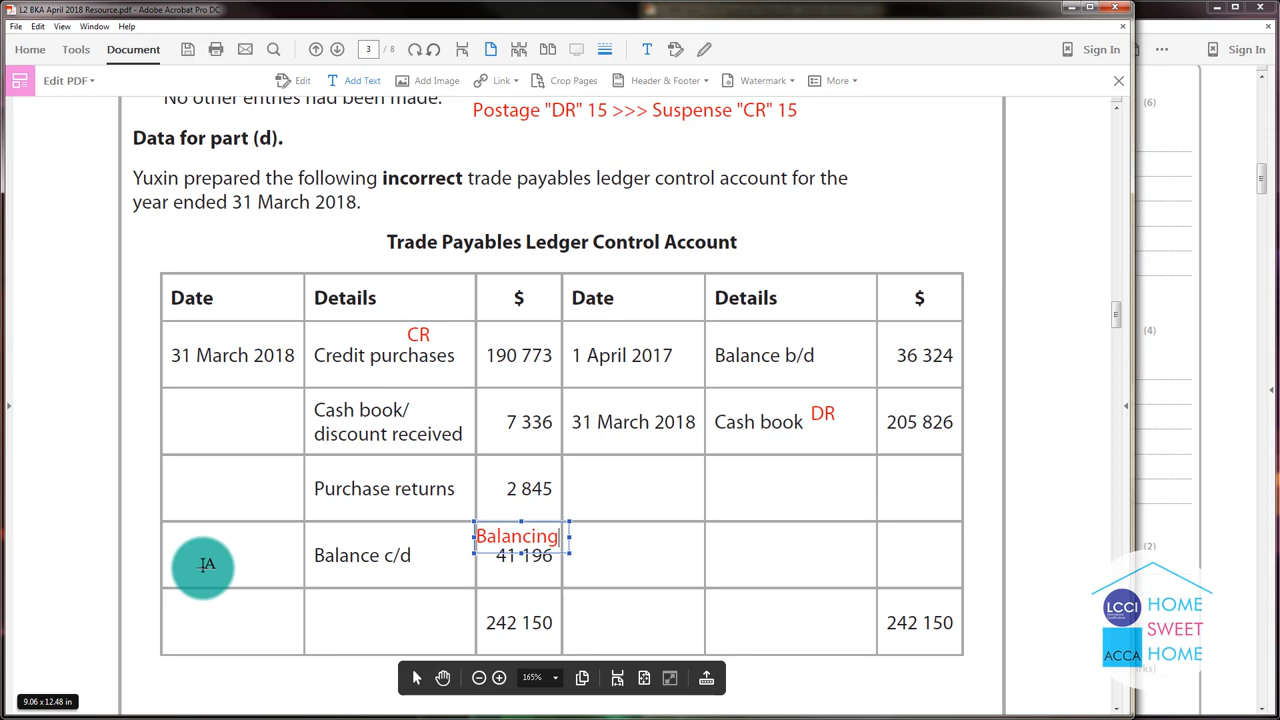 L2 BKA April 2018 Resource.pdf - Adobe Acrobat Pro DC
File Edit View Window Help
Home Tools Document 3 / 8 Sign In Sign In
Edit PDF Edit Add Text Add Image Link Crop Pages Header & Footer Watermark More
No other entries had been made.
Postage "DR" 15 >>> Suspense "CR" 15
(6)
Data for part (d).
Yuxin prepared the following incorrect trade payables ledger control account for the
year ended 31 March 2018.
Trade Payables Ledger Control Account
Date Details $ Date Details $
CR
31 March 2018 Credit purchases 190 773 1 April 2017 Balance b/d 36 324
(4)
Cash book/
discount received 7 336 31 March 2018 Cash book DR 205 826
Purchase returns 2 845
Balancing
Balance c/d 41 196
A
(2)
242 150 242 150
LCCI HOME
SWEET
ACCA HOME
165%
9.06 x 12.48 in